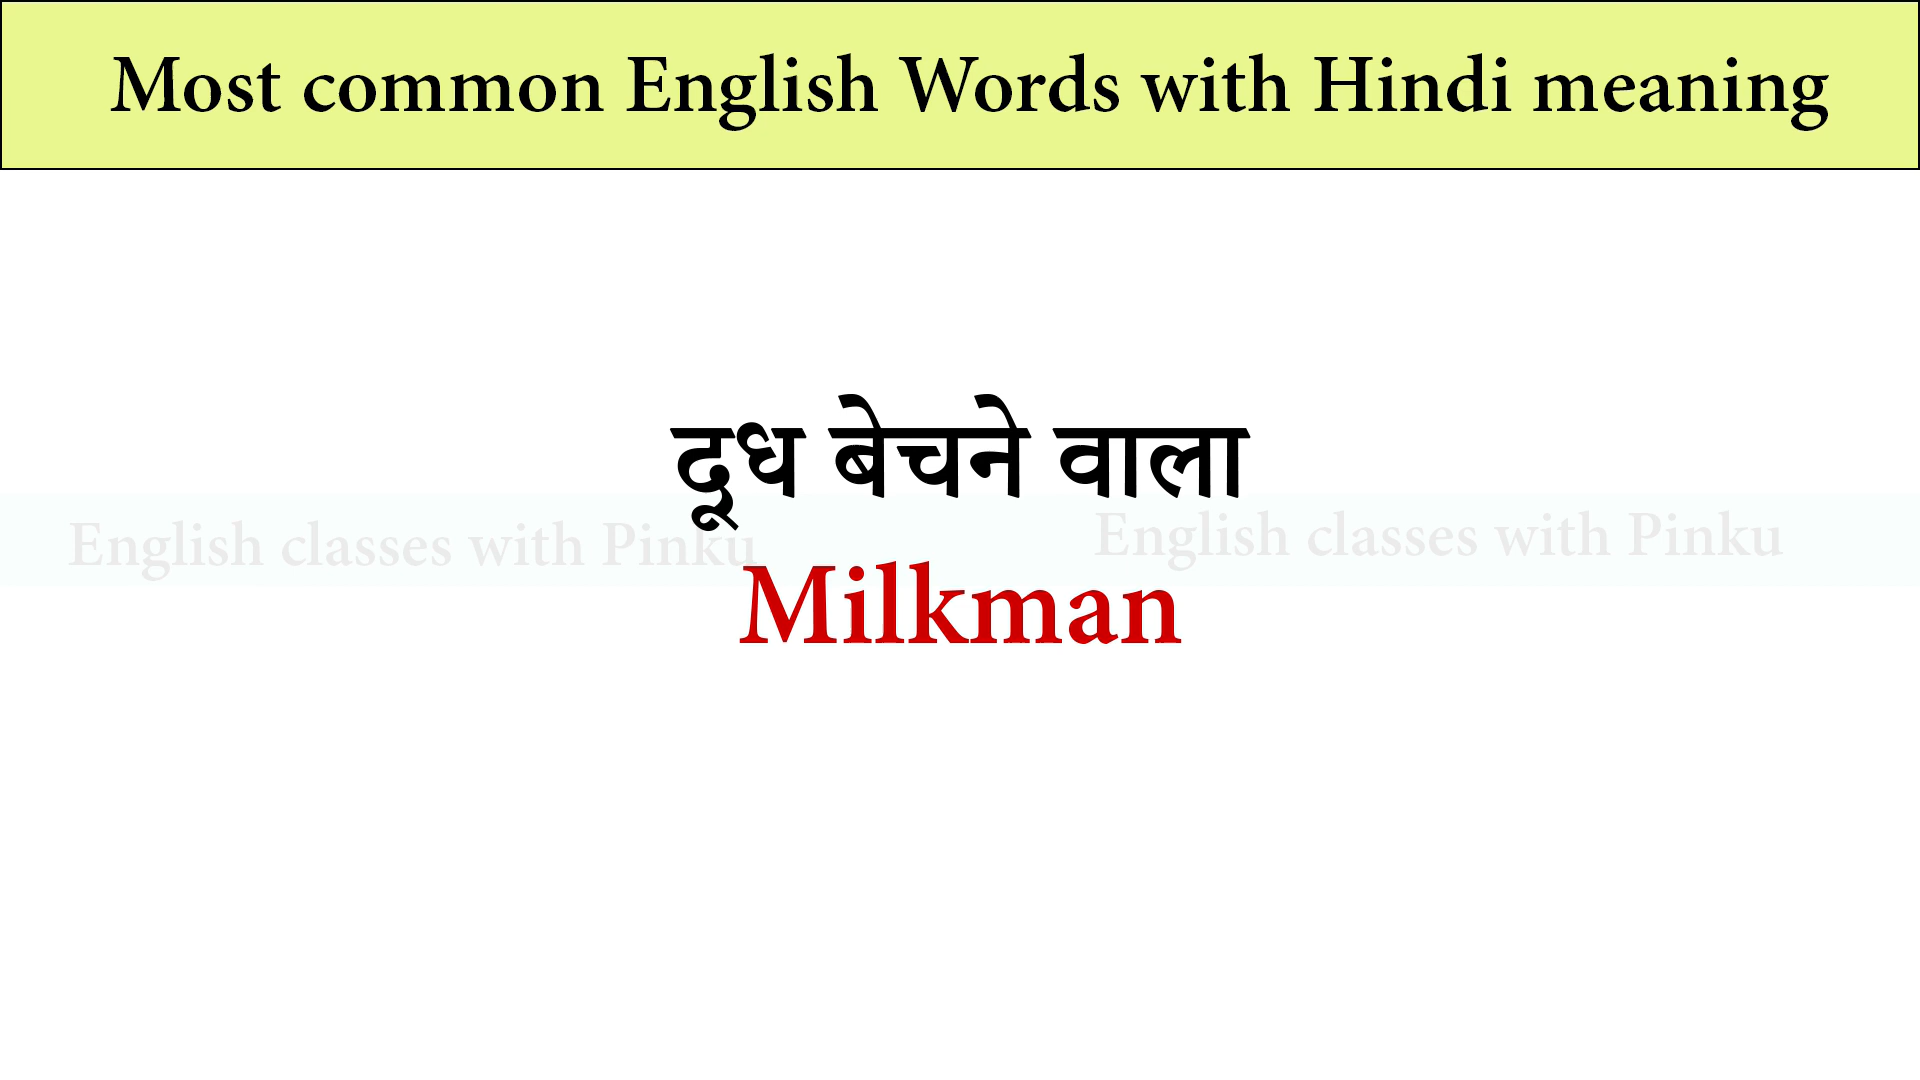 Most common English Words with Hindi meaning
दूध बेचने वाला
English classes with Pinku English classes with Pinku
Milkman